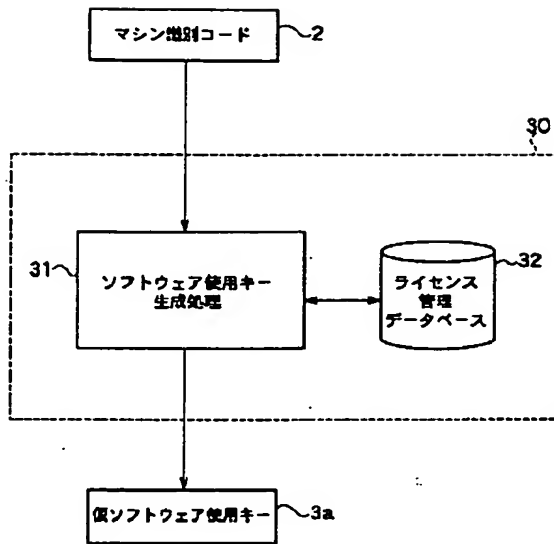 マシン識別コード
2
30
31
ソフトウェア使用キー
生成処理
32
ライセンス
管理
データベース
仮ソフトウェア使用キー
3a